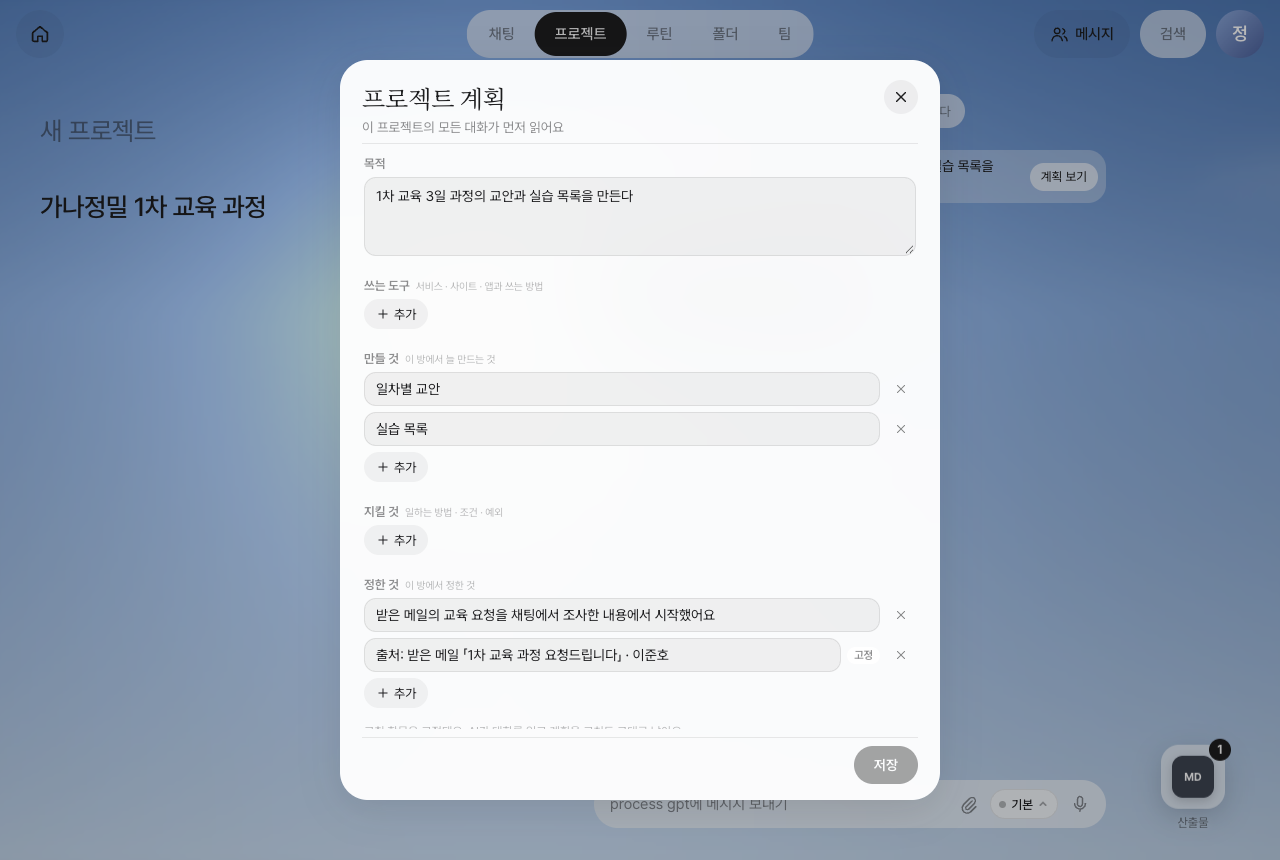 채팅
프로젝트
루틴
폴더
팀
메시지
검색
정
새 프로젝트
가나정밀 1차 교육 과정
다
습 목록을
계획 보기
프로젝트 계획
이 프로젝트의 모든 대화가 먼저 읽어요
목적
1차 교육 3일 과정의 교안과 실습 목록을 만든다
쓰는 도구 서비스 · 사이트 · 앱과 쓰는 방법
+ 추가
만들 것 이 방에서 늘 만드는 것
일차별 교안
실습 목록
+ 추가
지킬 것 일하는 방법 · 조건 · 예외
+ 추가
정한 것 이 방에서 정한 것
받은 메일의 교육 요청을 채팅에서 조사한 내용에서 시작했어요
출처: 받은 메일 「1차 교육 과정 요청드립니다」 · 이준호
고정
+ 추가
저장
process gpt에 메시지 보내기
기본
1
MD
산출물